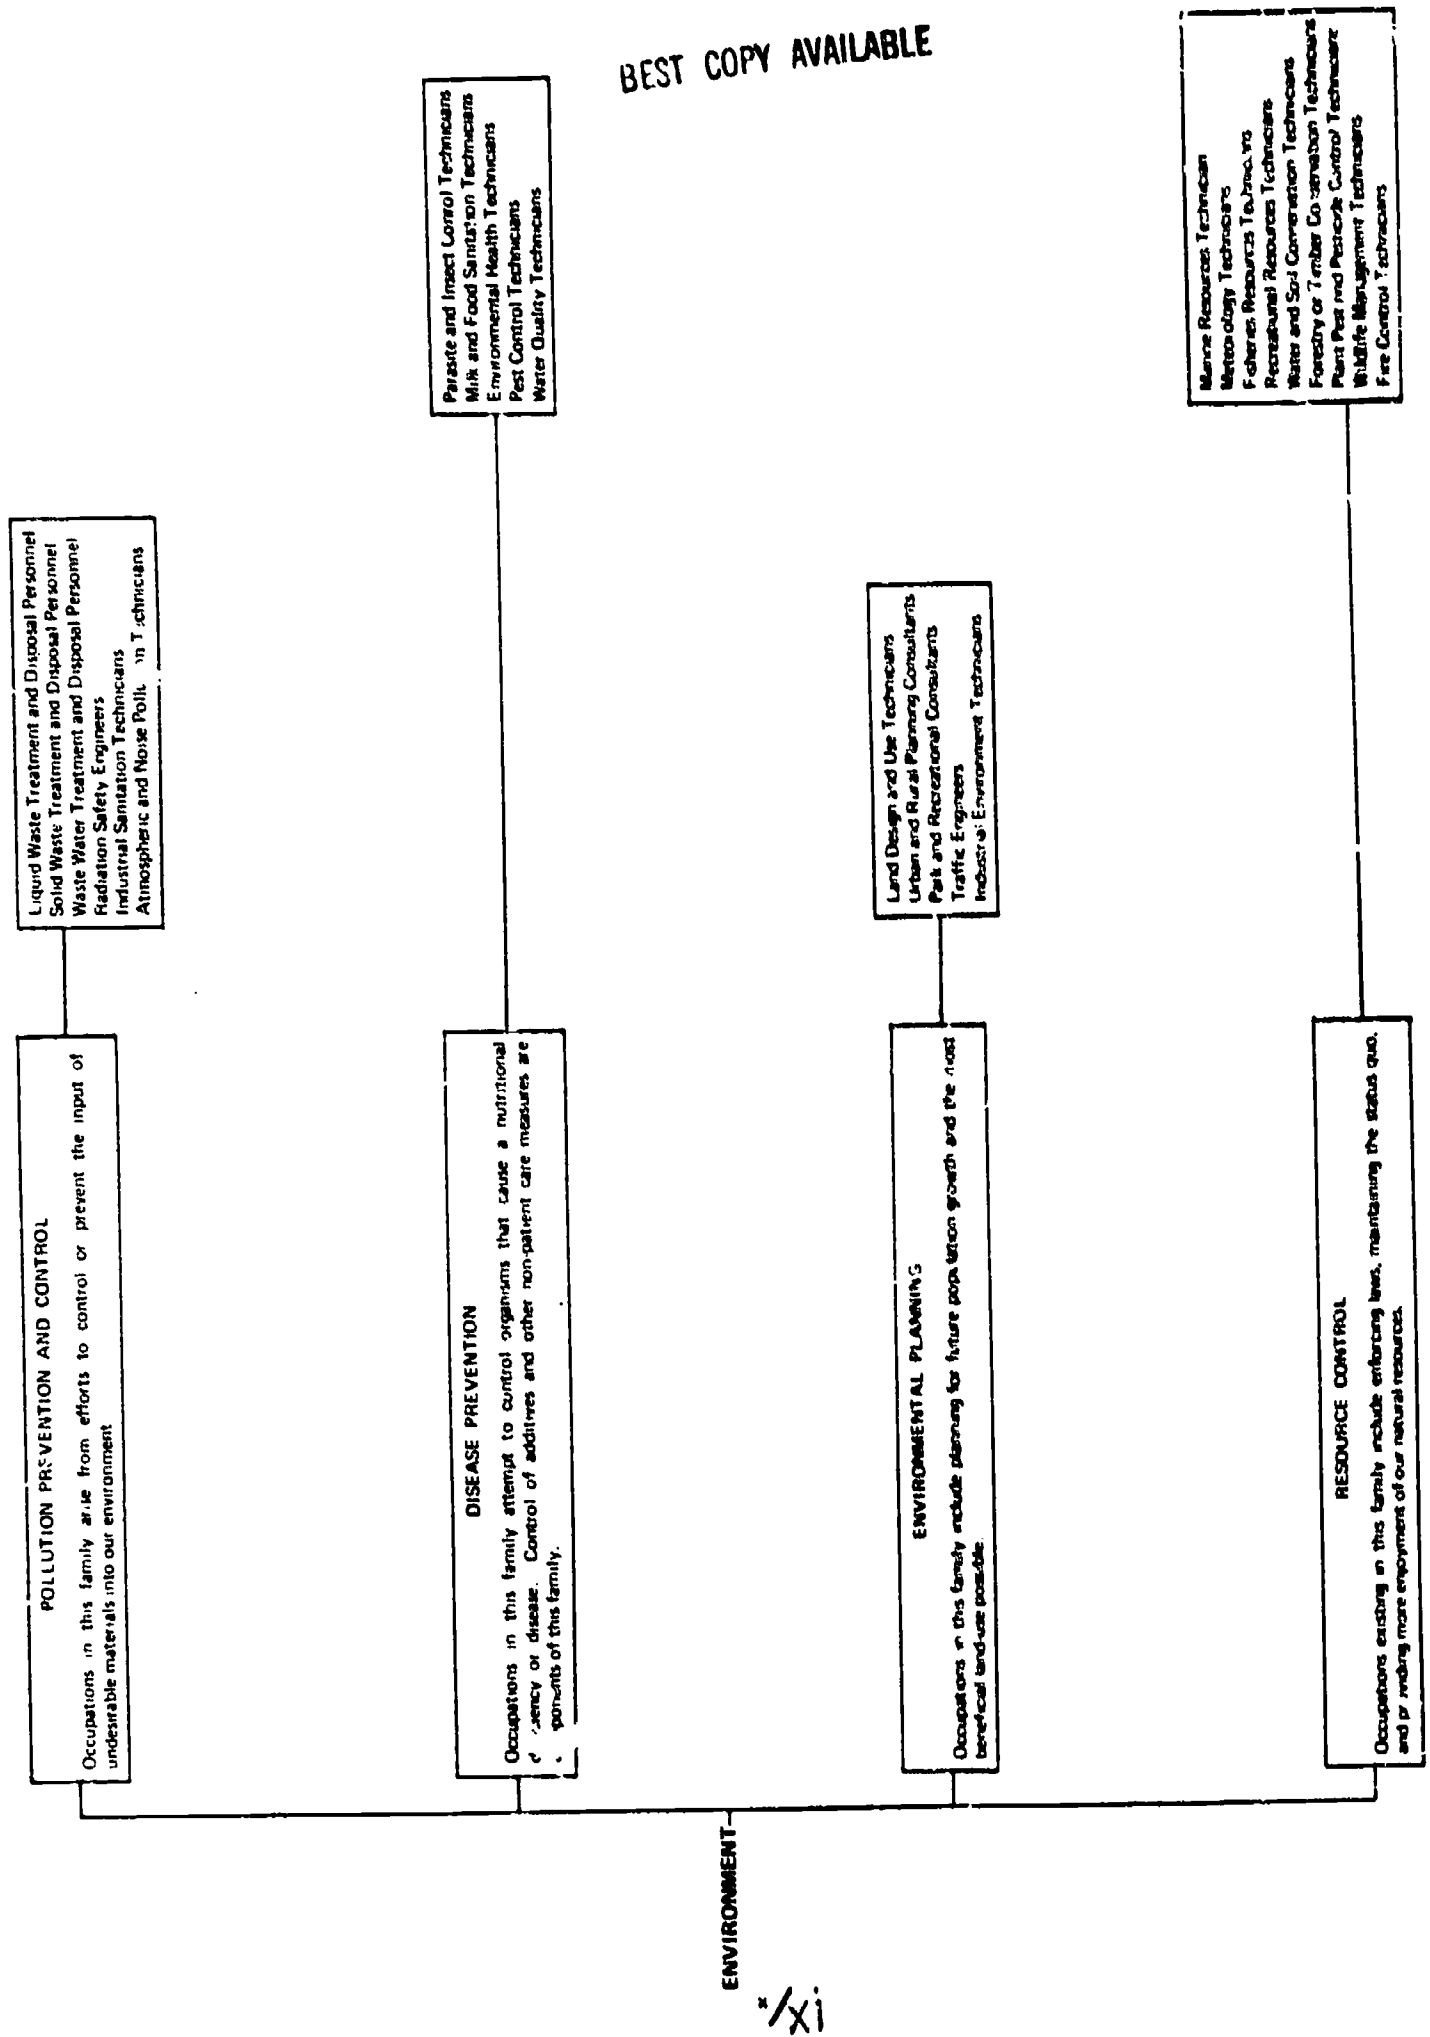 BEST COPY AVAILABLE
ENVIRONMENT
POLLUTION PREVENTION AND CONTROL
Occupations in this family arise from efforts to control or prevent the input of
undesirable materials into our environment
Liquid Waste Treatment and Disposal Personnel
Solid Waste Treatment and Disposal Personnel
Waste Water Treatment and Disposal Personnel
Radiation Safety Engineers
Industrial Sanitation Technicians
Atmospheric and Noise Technicians
DISEASE PREVENTION
Occupations in this family attempt to control organisms that cause a nutritional
or disease. Control of additives and other non-patient care measures are
of this family.
Parasite and Insect Control Technicians
Milk and Food Sanitation Technicians
Environmental Health Technicians
Pest Control Technicians
Water Quality Technicians
ENVIRONMENTAL PLANNING
Occupations in this family include planning for future population growth and the most
beneficial land-use possible.
Land Design and Use Technicians
Urban and Rural Planning Consultants
Park and Recreational Consultants
Traffic Engineers
Industrial Environment Technicians
RESOURCE CONTROL
Occupations existing in this family include enforcing laws, maintaining the status quo.
and providing more enjoyment of our natural resources.
Marine Resources Technician
Meteorology Technicians
Fisheries Resources Technicians
Recreational Resources Technicians
Water and Soil Conservation Technicians
Forestry or Timber Conservation Technicians
Plant Pest and Pesticide Control Technicians
Wildlife Management Technicians
Fire Control Technicians
x/xi